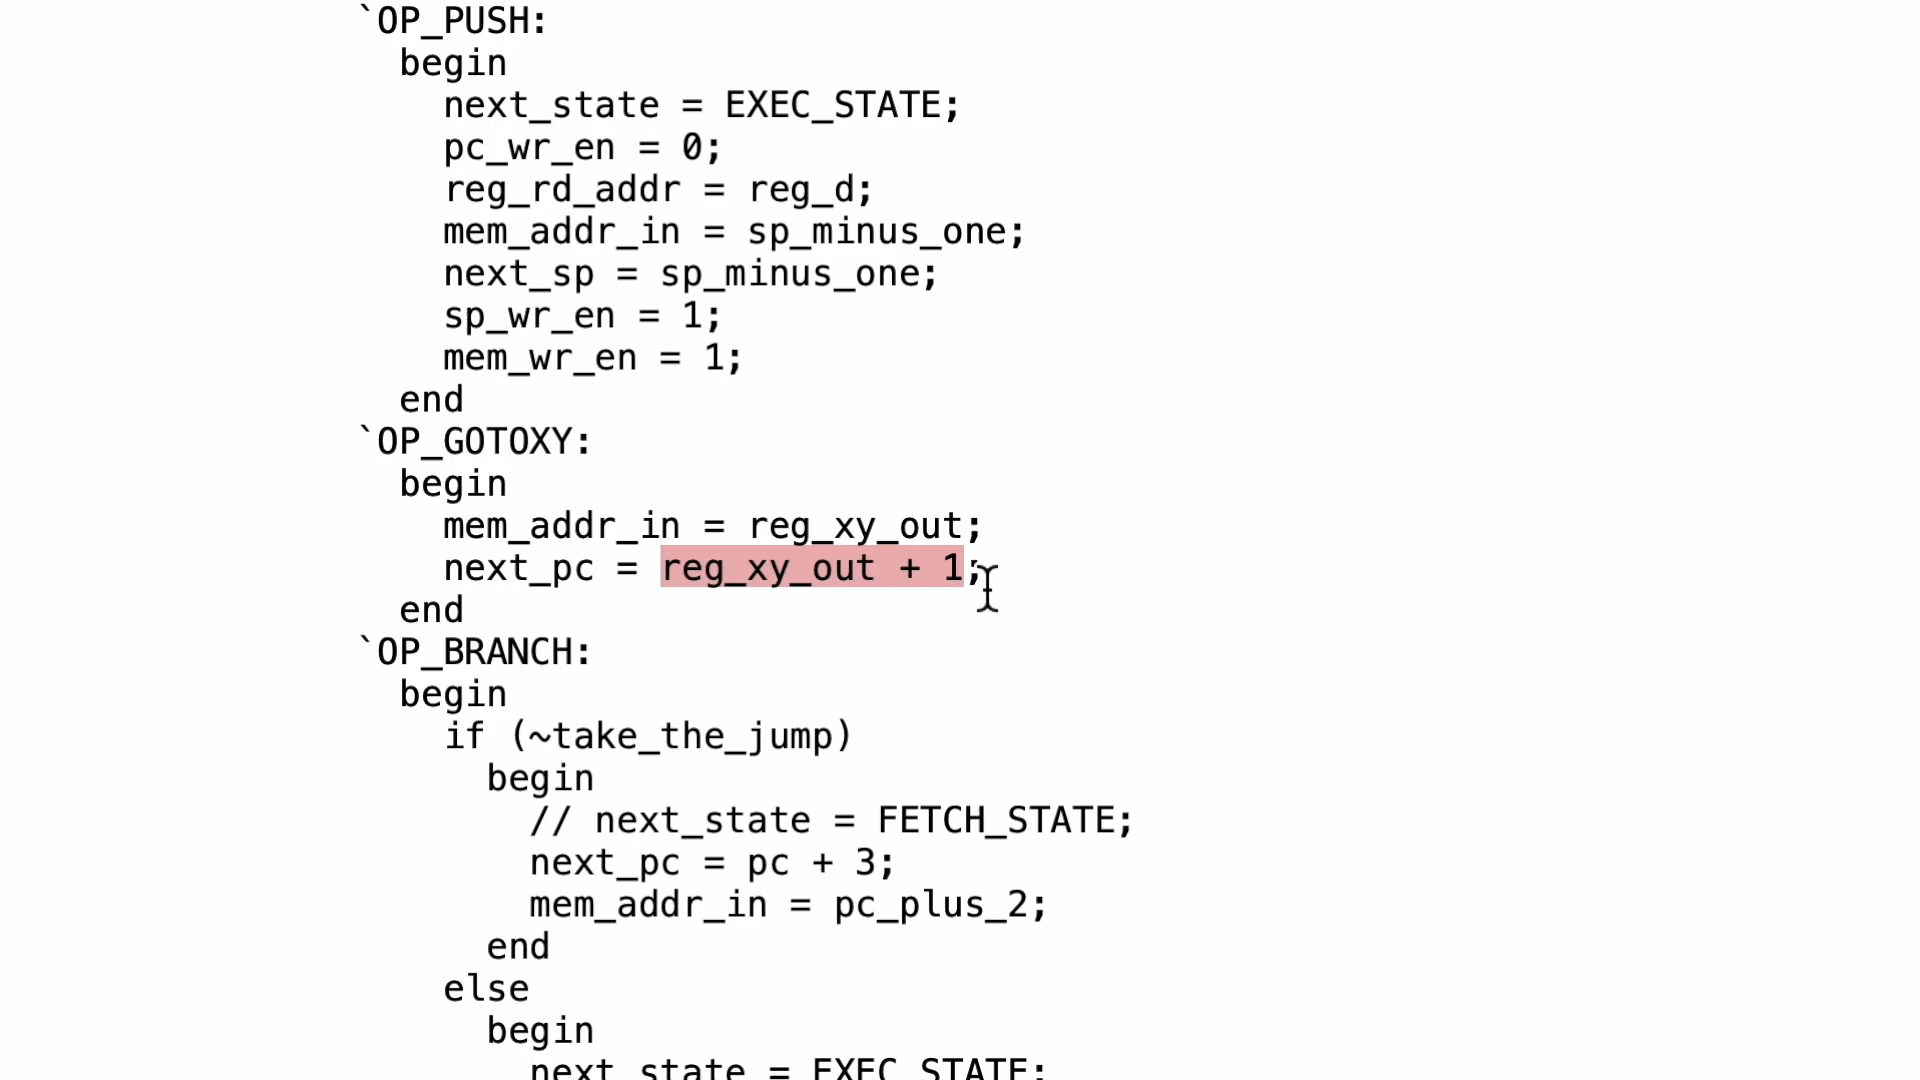 `OP_PUSH:
begin
next_state = EXEC_STATE;
pc_wr_en = 0;
reg_rd_addr = reg_d;
mem_addr_in = sp_minus_one;
next_sp = sp_minus_one;
sp_wr_en = 1;
mem_wr_en = 1;
end
`OP_GOTOXY:
begin
mem_addr_in = reg_xy_out;
next_pc = reg_xy_out + 1;
end
`OP_BRANCH:
begin
if (~take_the_jump)
begin
// next_state = FETCH_STATE;
next_pc = pc + 3;
mem_addr_in = pc_plus_2;
end
else
begin
next_state = EXEC_STATE;